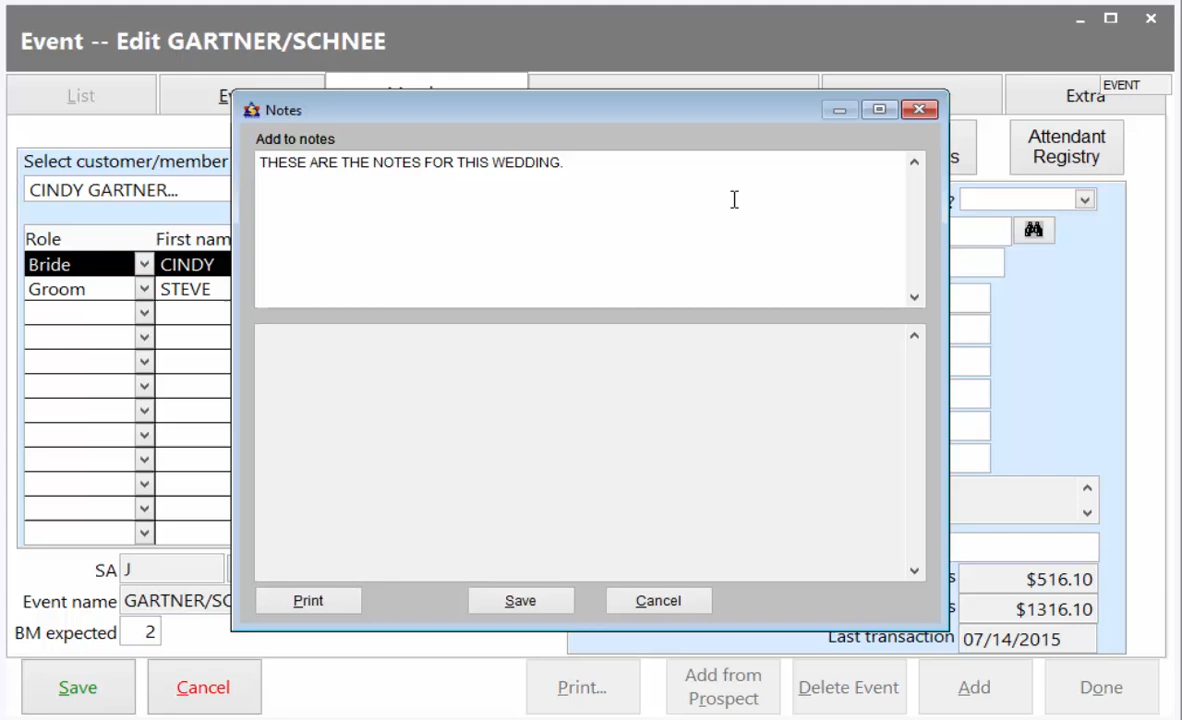 Event -- Edit GARTNER/SCHNEE
List
EVENT
Extra
Notes
Add to notes
THESE ARE THE NOTES FOR THIS WEDDING.
Attendant
Registry
Select customer/member
CINDY GARTNER...
Role First nam
Bride CINDY
Groom STEVE
SA J
Event name GARTNER/SC
BM expected 2
Print Save Cancel
$516.10
$1316.10
Last transaction 07/14/2015
Save Cancel Print... Add from
Prospect Delete Event Add Done